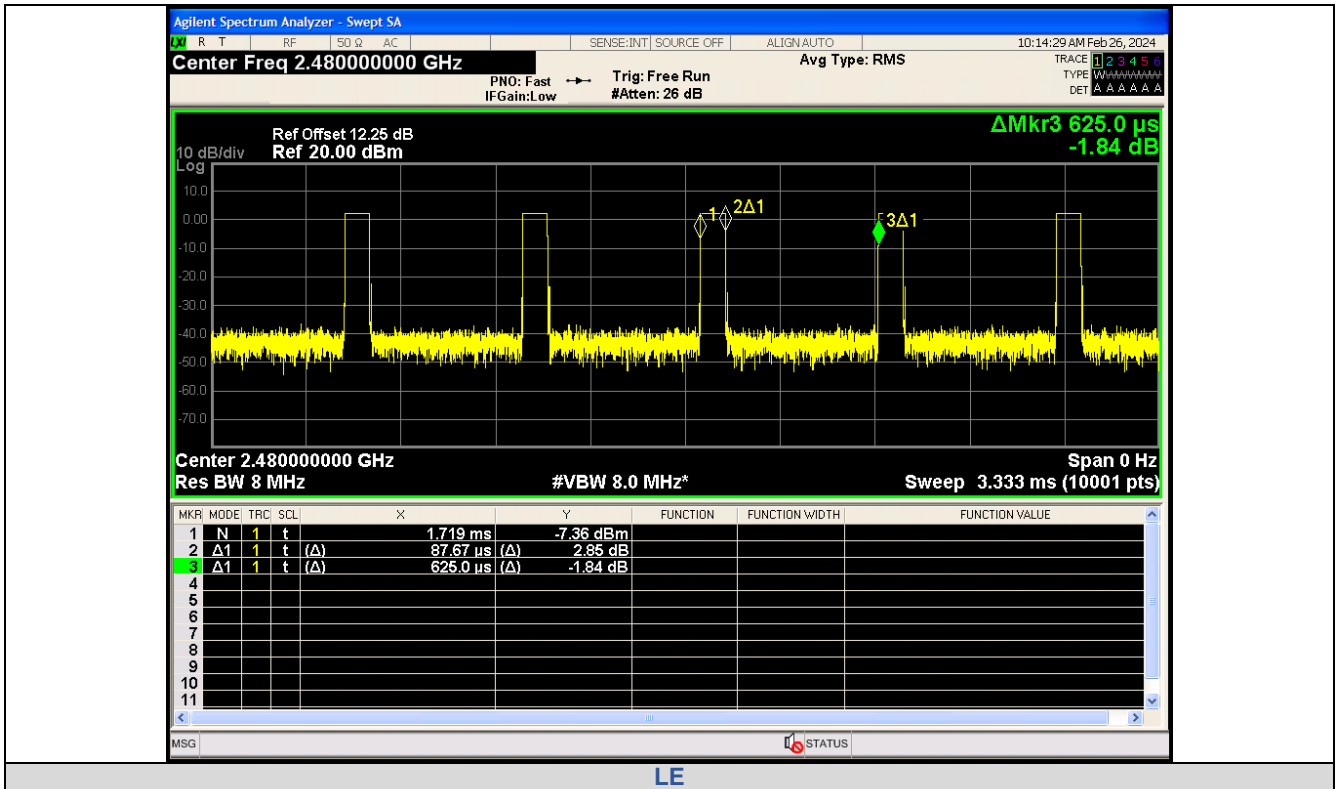 Agilent Spectrum Analyzer - Swept SA
LXI R T RF 50 Ω AC SENSE:INT SOURCE OFF ALIGN AUTO 10:14:29 AM Feb 26, 2024
Center Freq 2.480000000 GHz Avg Type: RMS TRACE 1 2 3 4 5 6
PNO: Fast Trig: Free Run TYPE
IFGain:Low #Atten: 26 dB DET A A A A A A
ΔMkr3 625.0 µs
Ref Offset 12.25 dB
10 dB/div Ref 20.00 dBm -1.84 dB
Log
10.0
0.00
-10.0
-20.0
-30.0
-40.0
-50.0
-60.0
-70.0
1 2Δ1
3Δ1
Center 2.480000000 GHz Span 0 Hz
Res BW 8 MHz #VBW 8.0 MHz* Sweep 3.333 ms (10001 pts)
MKR MODE TRC SCL X Y FUNCTION FUNCTION WIDTH FUNCTION VALUE
1 N 1 t 1.719 ms -7.36 dBm
2 Δ1 1 t (Δ) 87.67 µs (Δ) 2.85 dB
3 Δ1 1 t (Δ) 625.0 µs (Δ) -1.84 dB
4
5
6
7
8
9
10
11
MSG STATUS
LE